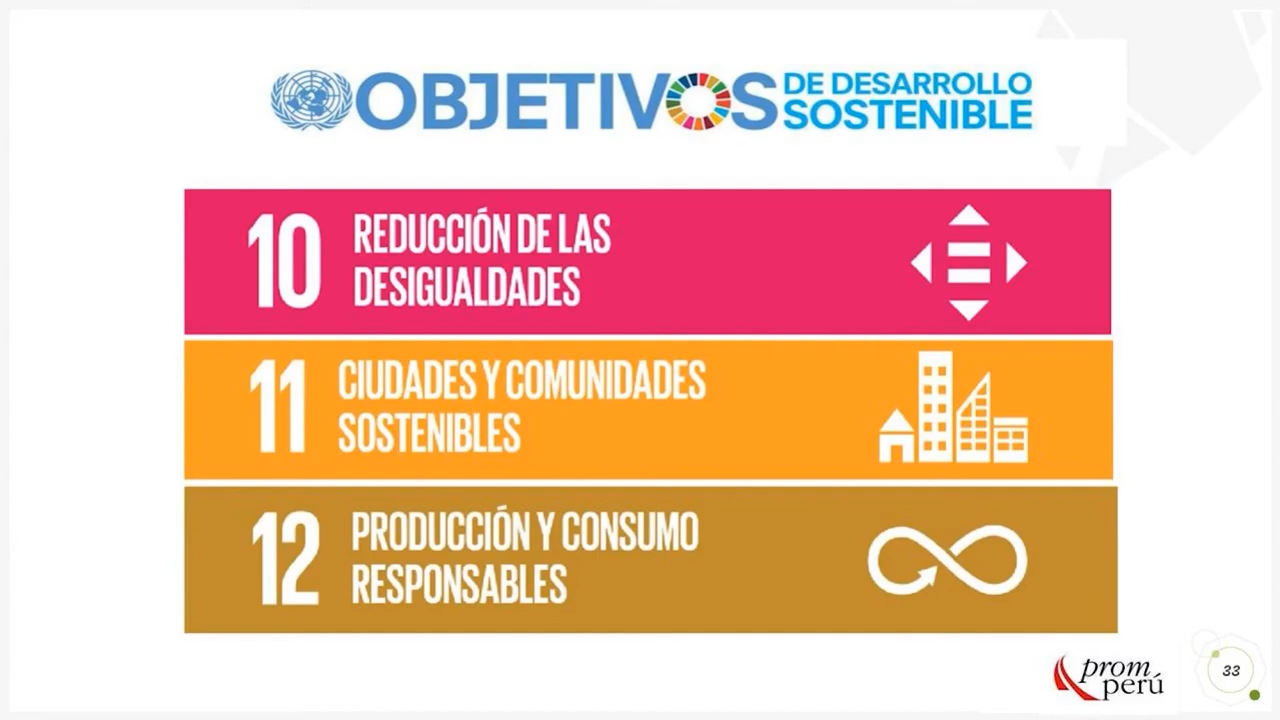 OBJETIVOS DE DESARROLLO
SOSTENIBLE
10 REDUCCIÓN DE LAS
DESIGUALDADES
11 CIUDADES Y COMUNIDADES
SOSTENIBLES
12 PRODUCCIÓN Y CONSUMO
RESPONSABLES
prom
perú
33